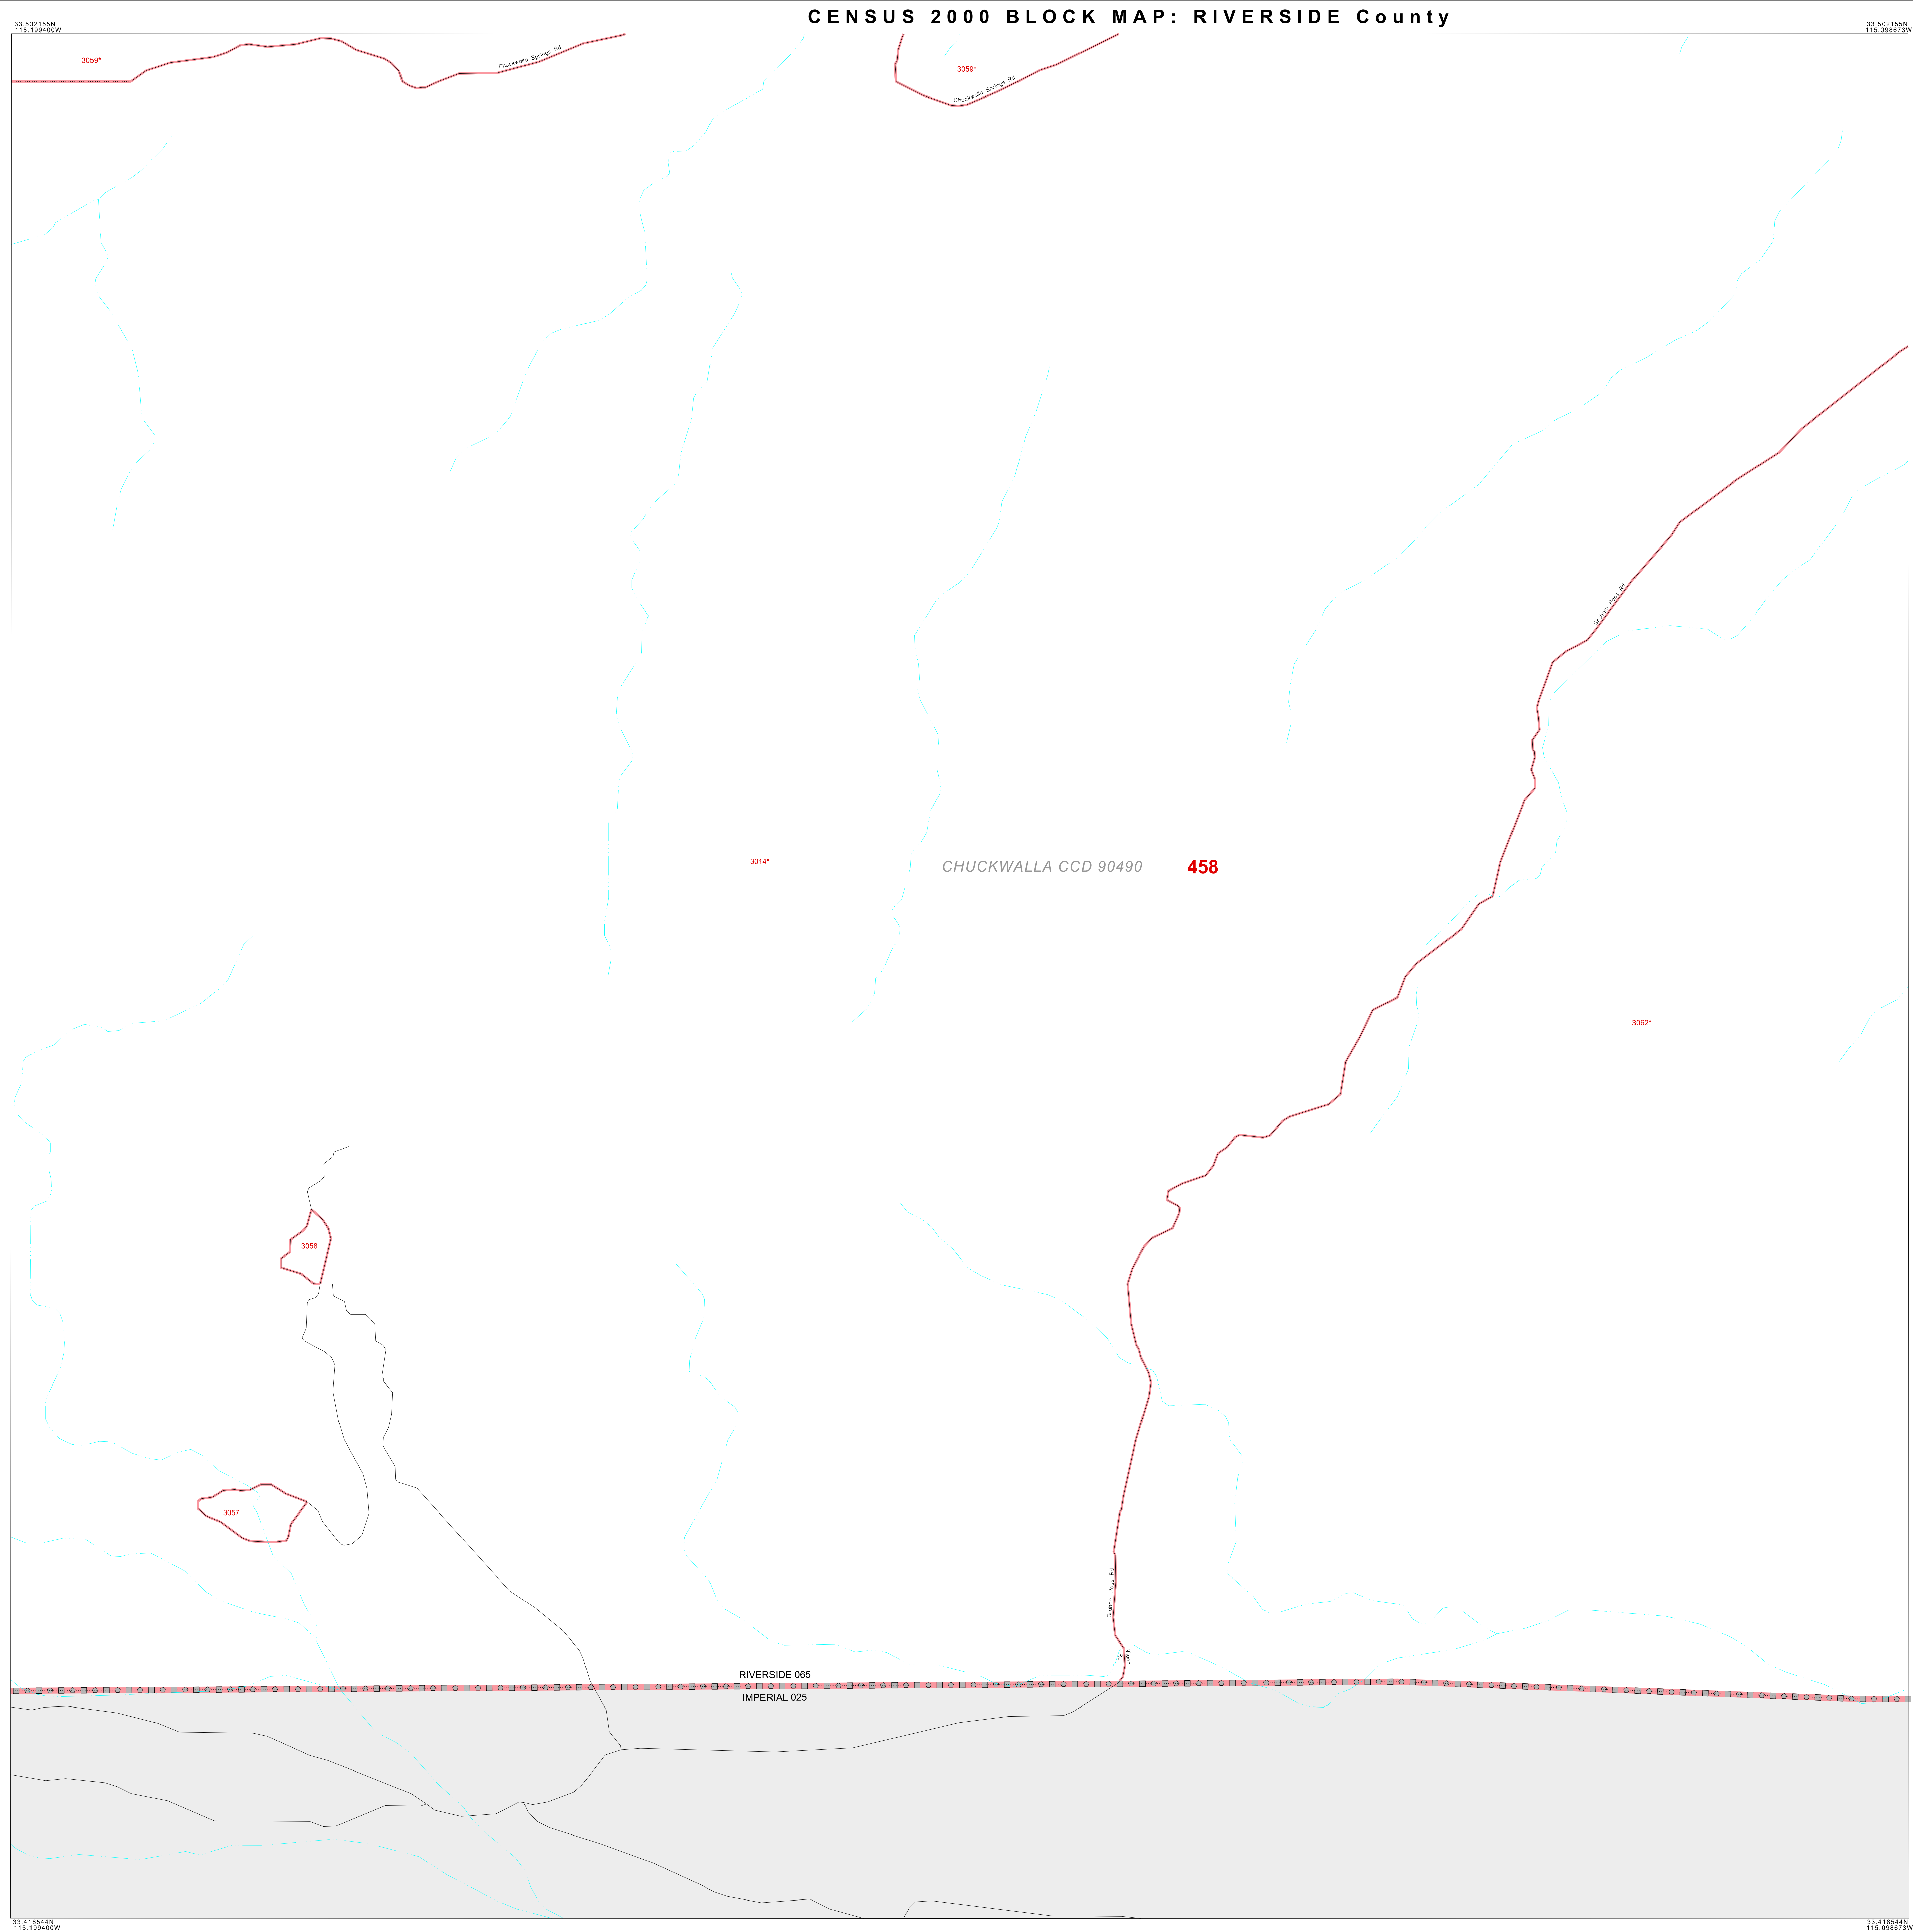 CENSUS 2000 BLOCK MAP: RIVERSIDE County
33.502155N
115.199400W
33.502155N
115.098673W
3059*
Chuckwalla Springs Rd
3059*
Chuckwalla Springs Rd
Graham Pass Rd
3014*
CHUCKWALLA CCD 90490
458
3062*
3058
3057
Graham Pass Rd
Niland
Rd
RIVERSIDE 065
IMPERIAL 025
33.418544N
115.199400W
33.418544N
115.098673W